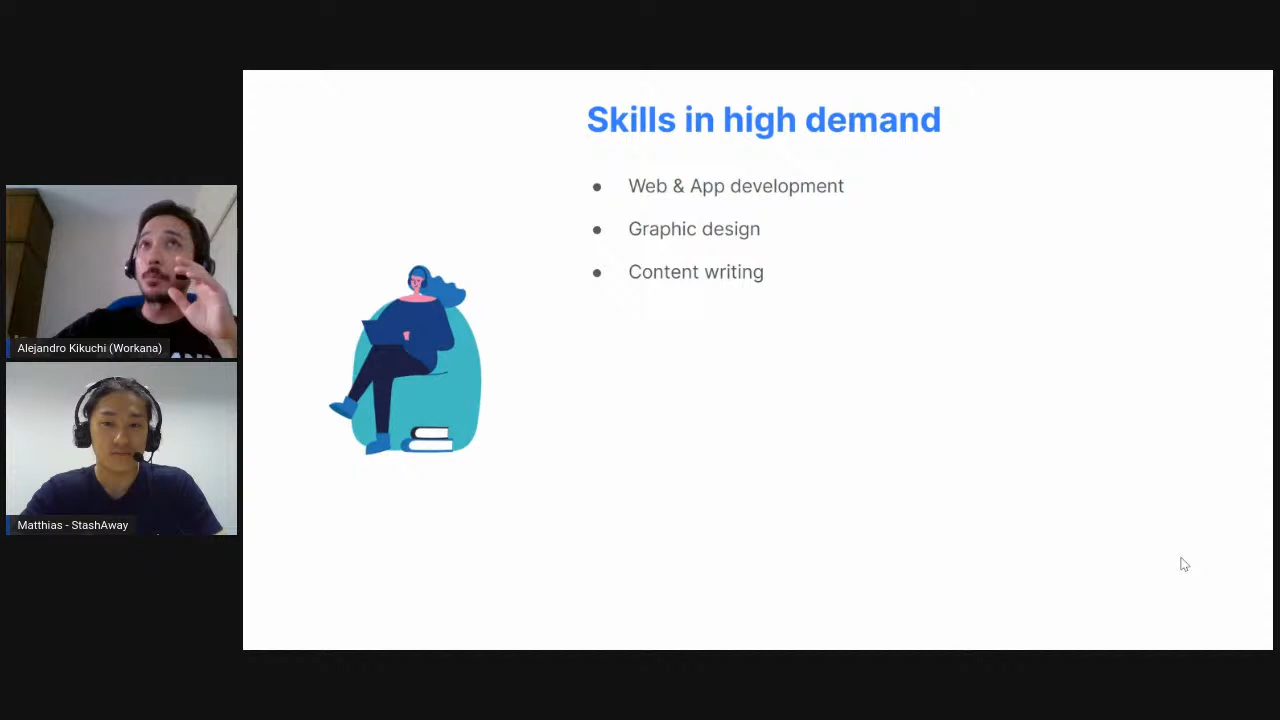 Skills in high demand
● Web & App development
● Graphic design
● Content writing
Alejandro Kikuchi (Workana)
Matthias - StashAway